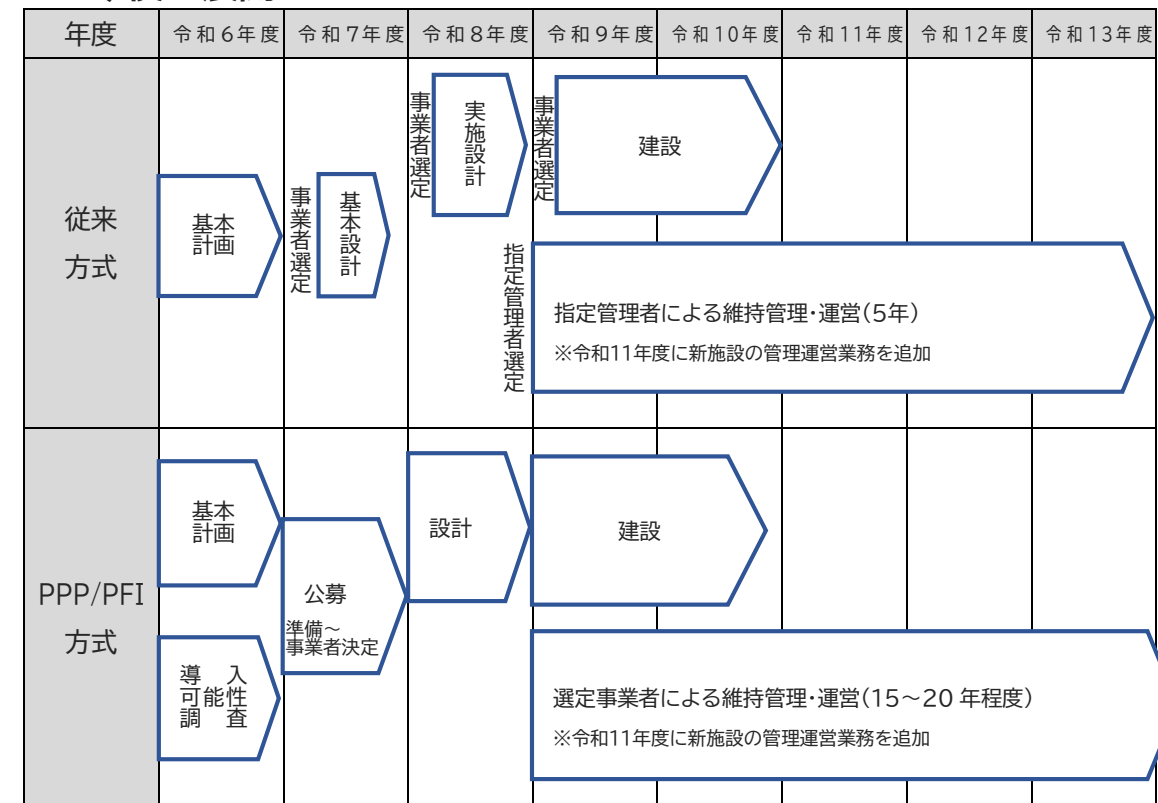 年度
令和6年度
令和7年度
令和8年度
令和9年度
令和10年度
令和11年度
令和12年度
令和13年度
従来
方式
基本
計画
事業者選定
基本設計
事業者選定
実施設計
事業者選定
建設
指定管理者選定
指定管理者による維持管理・運営(5年)
※令和11年度に新施設の管理運営業務を追加
PPP/PFI
方式
基本
計画
導 入
可能性
調 査
公募
準備~
事業者決定
設計
建設
選定事業者による維持管理・運営(15~20 年程度)
※令和11年度に新施設の管理運営業務を追加